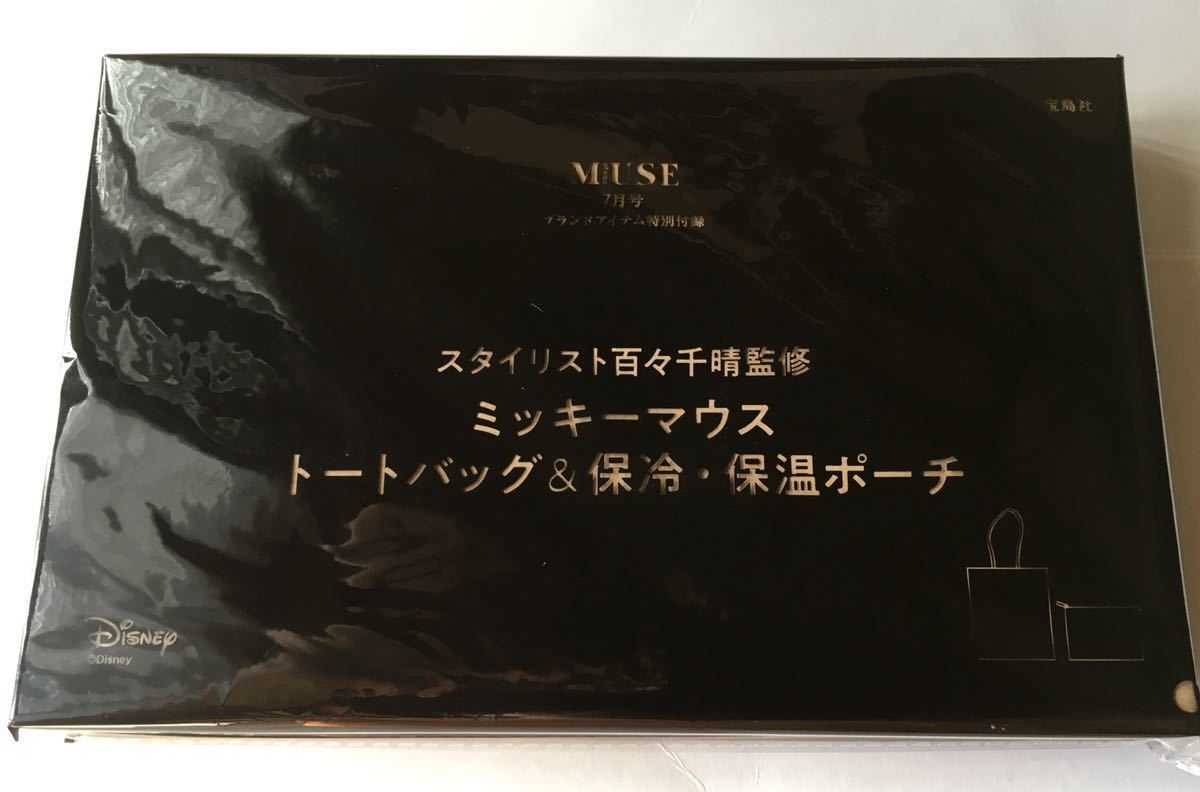 宝島社
MUSE
7月号
ブランドアイテム特別付録
スタイリスト百々千晴監修
ミッキーマウス
トートバッグ&保冷・保温ポーチ
Disney
©Disney